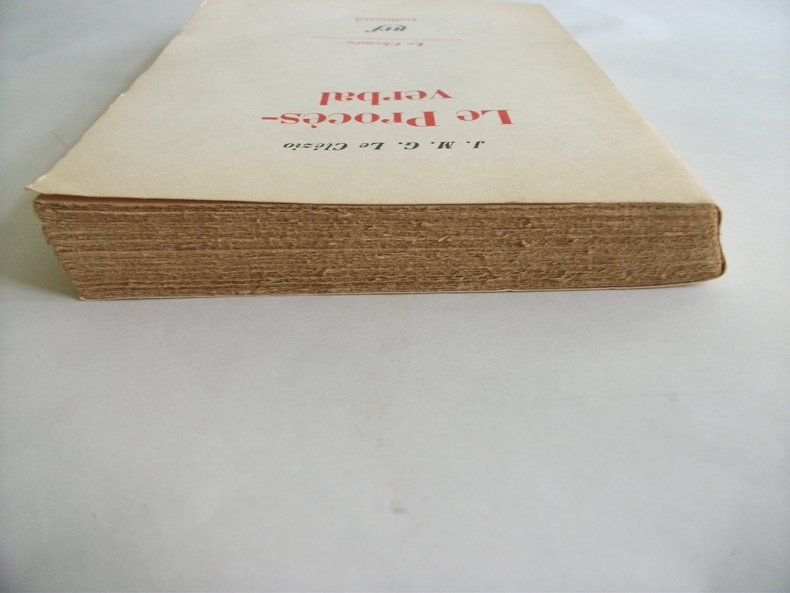 J. M. G. Le Clézio
Le Procès-
verbal
Le Chemin
nrf
Gallimard